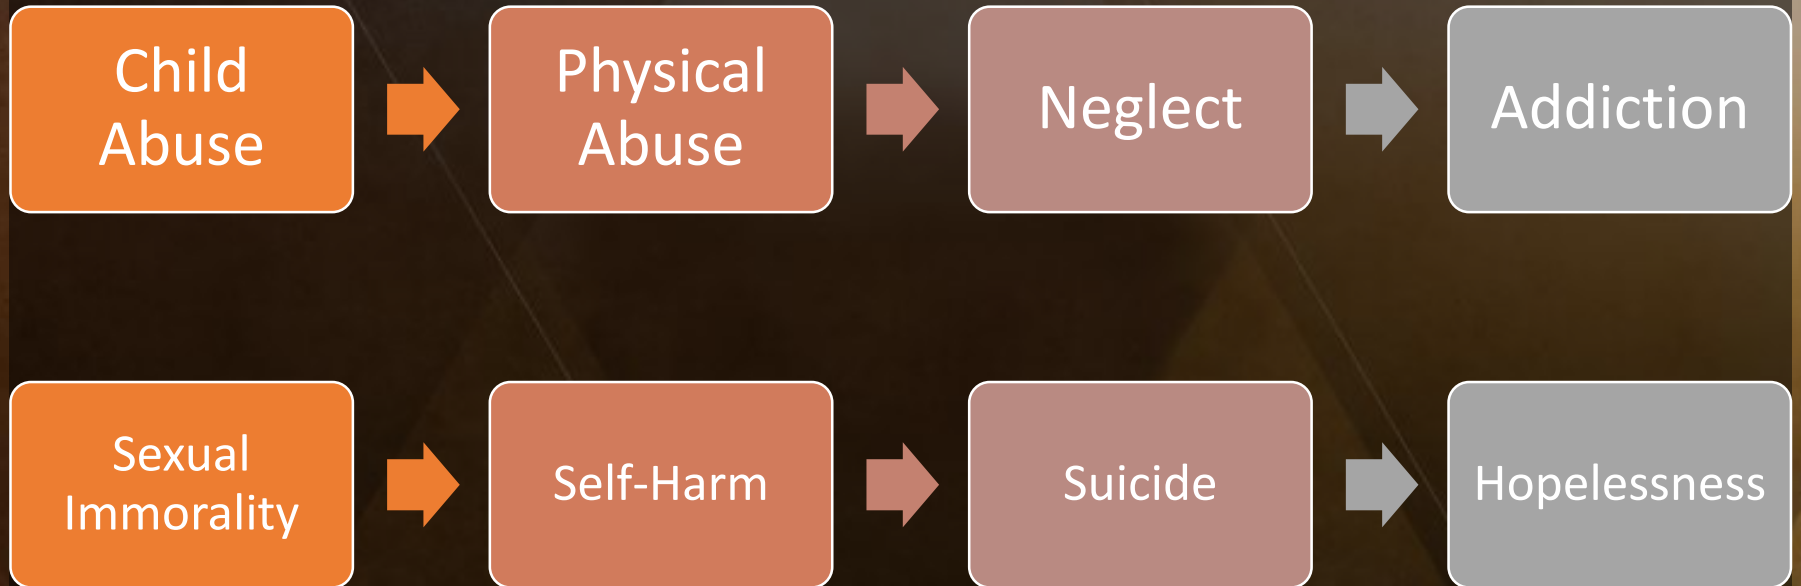 Child
Abuse
Physical
Abuse
Neglect
Addiction
Sexual
Immorality
Self-Harm
Suicide
Hopelessness